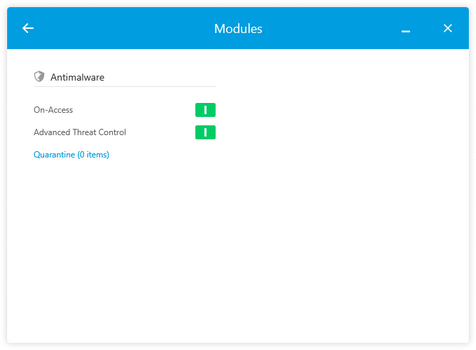 Modules
Antimalware
On-Access
Advanced Threat Control
Quarantine (0 items)